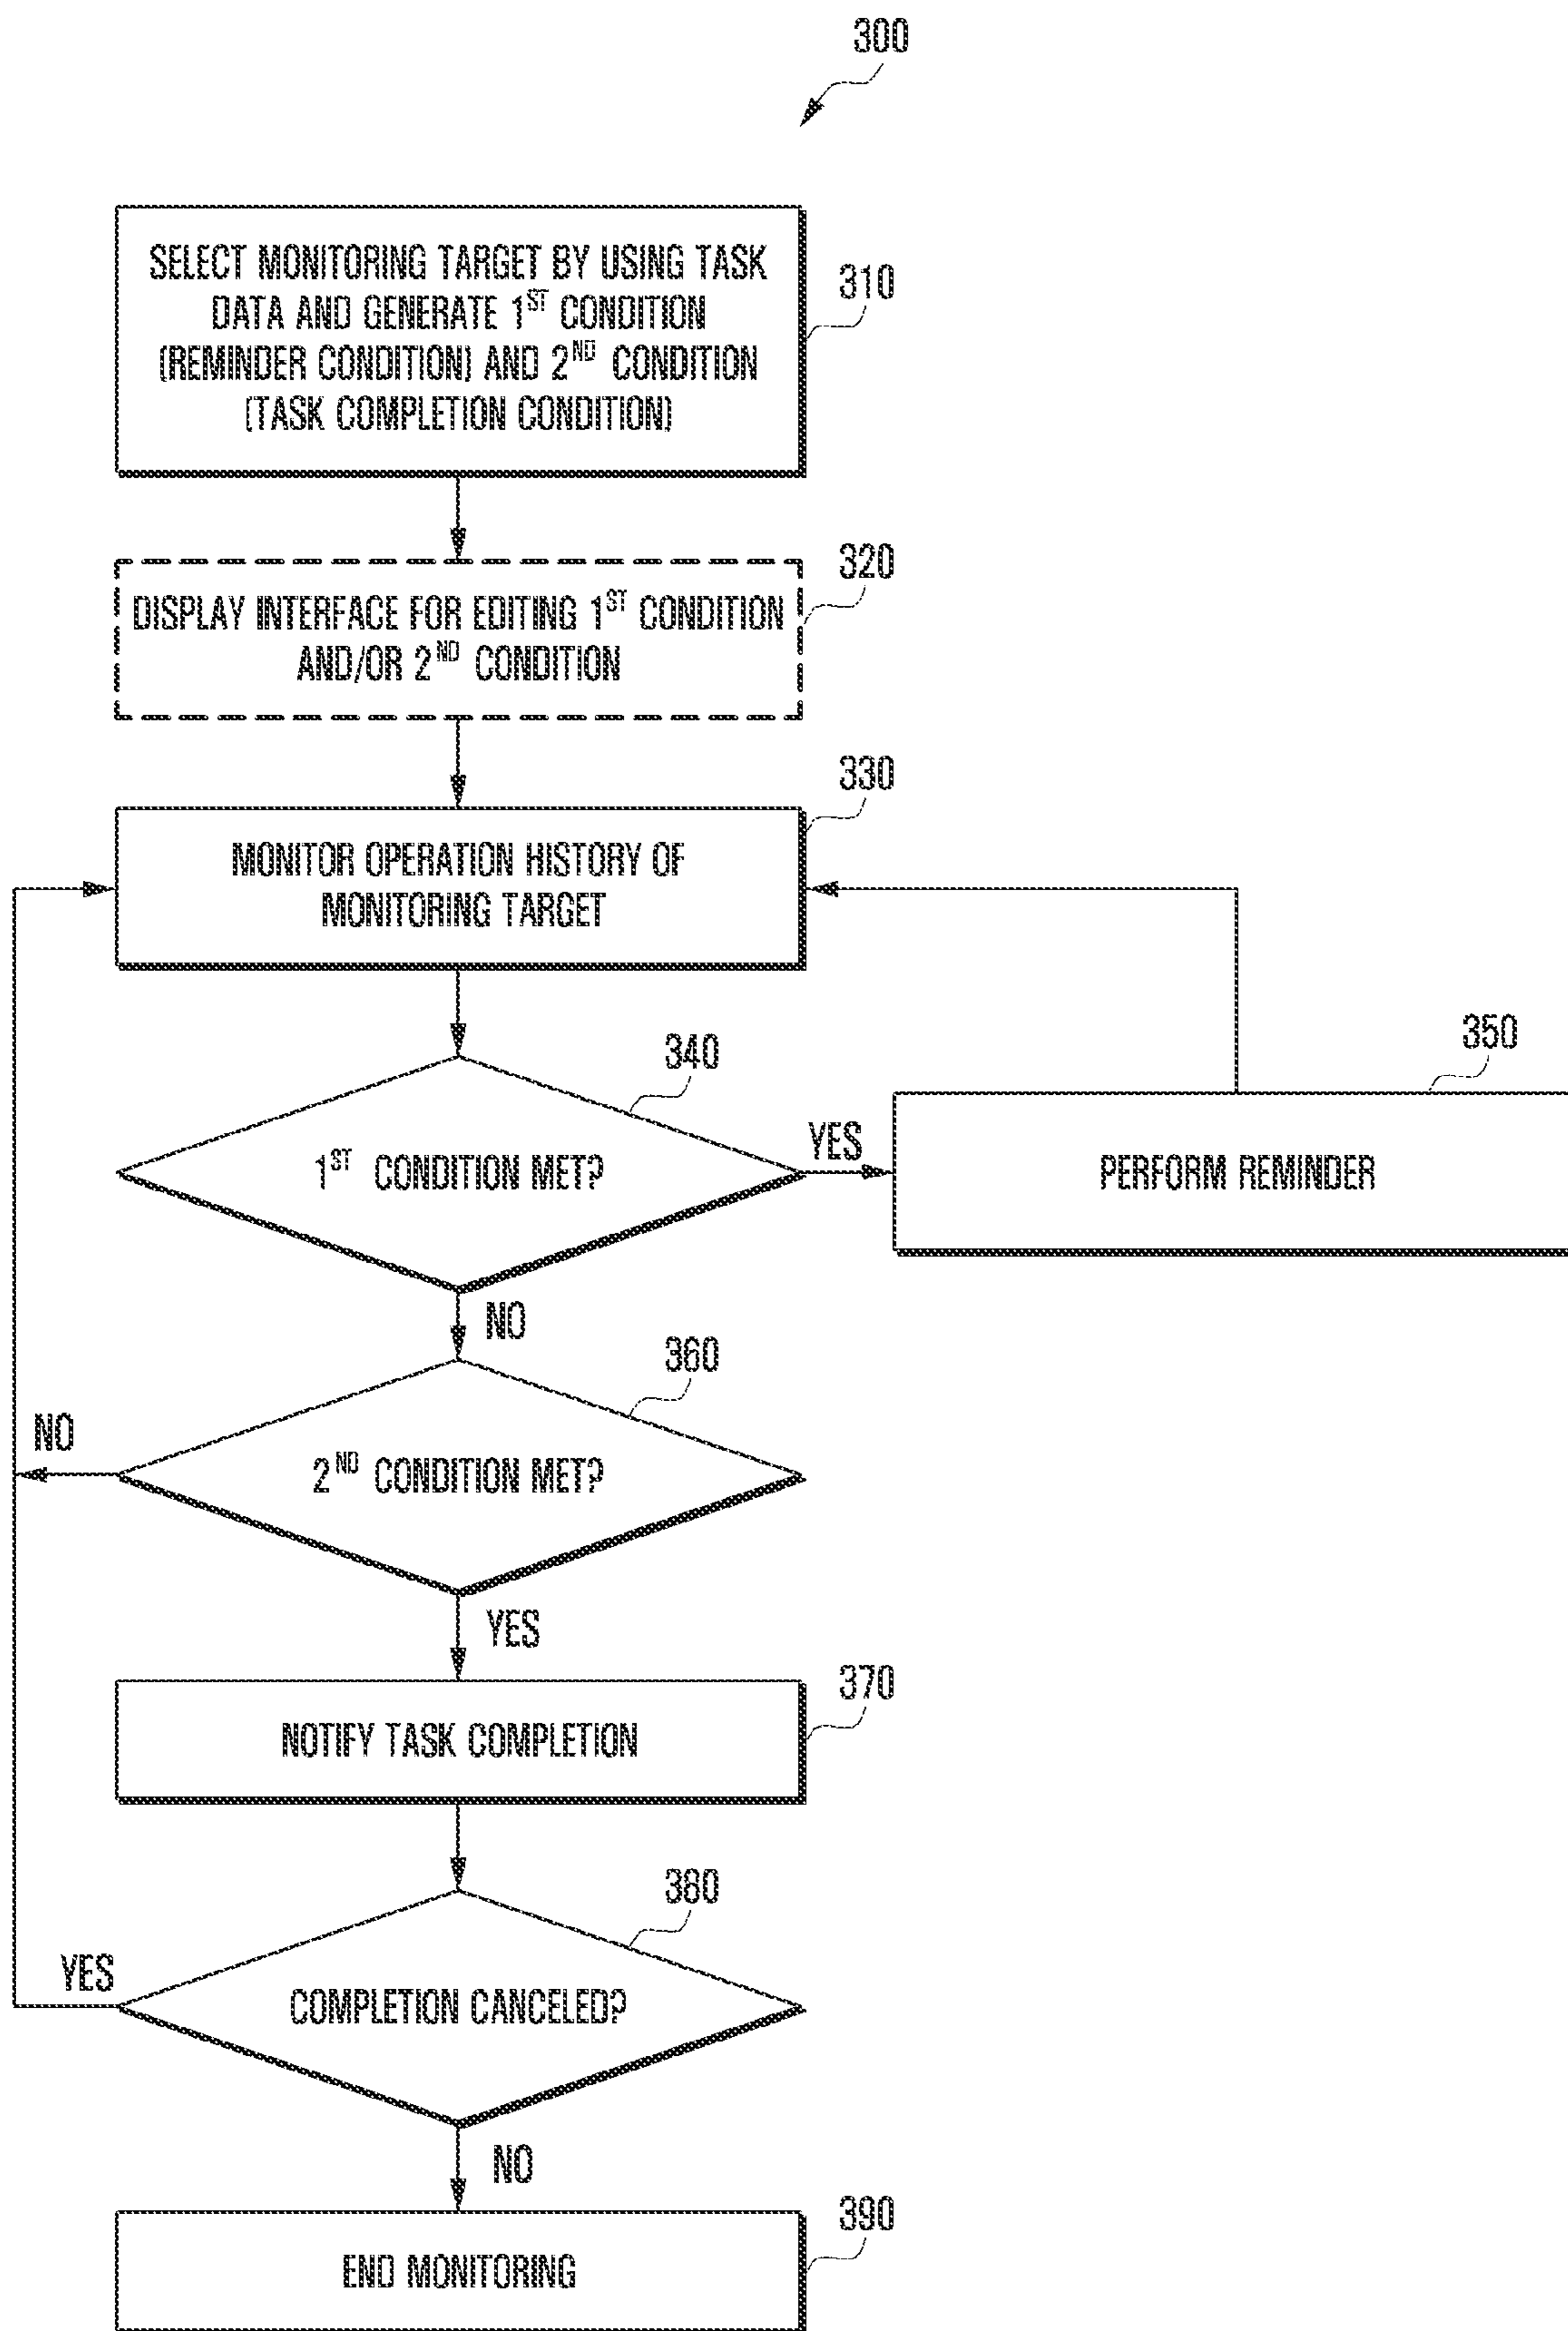 300
SELECT MONITORING TARGET BY USING TASK
DATA AND GENERATE 1ST CONDITION
(REMINDER CONDITION) AND 2ND CONDITION
(TASK COMPLETION CONDITION)
310
DISPLAY INTERFACE FOR EDITING 1ST CONDITION
AND/OR 2ND CONDITION
320
MONITOR OPERATION HISTORY OF
MONITORING TARGET
330
1ST CONDITION MET?
340
YES
PERFORM REMINDER
350
NO
2ND CONDITION MET?
360
NO
YES
NOTIFY TASK COMPLETION
370
COMPLETION CANCELED?
380
YES
NO
END MONITORING
390